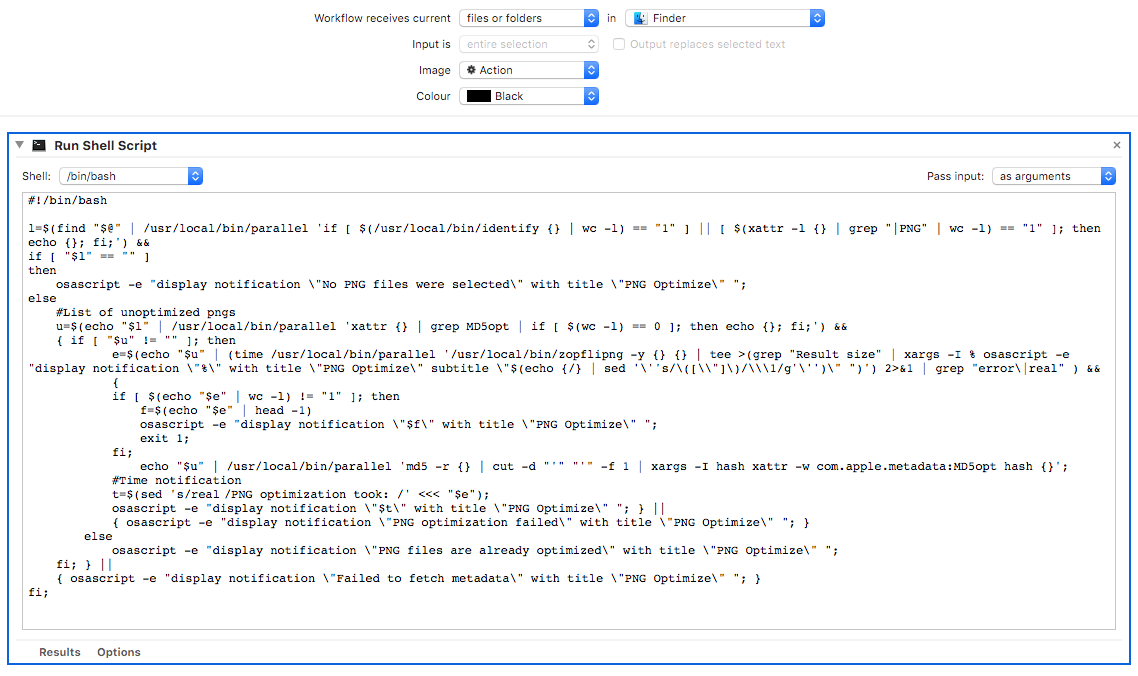 Workflow receives current files or folders in Finder
Input is entire selection Output replaces selected text
Image Action
Colour Black
Run Shell Script
Shell: /bin/bash Pass input: as arguments
#!/bin/bash
l=$(find "$@" | /usr/local/bin/parallel 'if [ $(/usr/local/bin/identify {} | wc -l) == "1" ] || [ $(xattr -l {} | grep "|PNG" | wc -l) == "1" ]; then
echo {}; fi;') &&
if [ "$l" == "" ]
then
    osascript -e "display notification \"No PNG files were selected\" with title \"PNG Optimize\" ";
else
    #List of unoptimized pngs
    u=$(echo "$l" | /usr/local/bin/parallel 'xattr {} | grep MD5opt | if [ $(wc -l) == 0 ]; then echo {}; fi;') &&
    { if [ "$u" != "" ]; then
            e=$(echo "$u" | (time /usr/local/bin/parallel '/usr/local/bin/zopflipng -y {} {} | tee >(grep "Result size" | xargs -I % osascript -e
"display notification \"%\" with title \"PNG Optimize\" subtitle \"$(echo {/} | sed '\''s/\([\\"]\)/\\\1/g'\'')\" ")') 2>&1 | grep "error\|real" ) &&
            {
            if [ $(echo "$e" | wc -l) != "1" ]; then
                f=$(echo "$e" | head -1)
                osascript -e "display notification \"$f\" with title \"PNG Optimize\" ";
                exit 1;
            fi;
                echo "$u" | /usr/local/bin/parallel 'md5 -r {} | cut -d "'" "'" -f 1 | xargs -I hash xattr -w com.apple.metadata:MD5opt hash {}';
            #Time notification
            t=$(sed 's/real /PNG optimization took: /' <<< "$e");
            osascript -e "display notification \"$t\" with title \"PNG Optimize\" "; } ||
            { osascript -e "display notification \"PNG optimization failed\" with title \"PNG Optimize\" "; }
        else
            osascript -e "display notification \"PNG files are already optimized\" with title \"PNG Optimize\" ";
    fi; } ||
    { osascript -e "display notification \"Failed to fetch metadata\" with title \"PNG Optimize\" "; }
fi;
Results Options